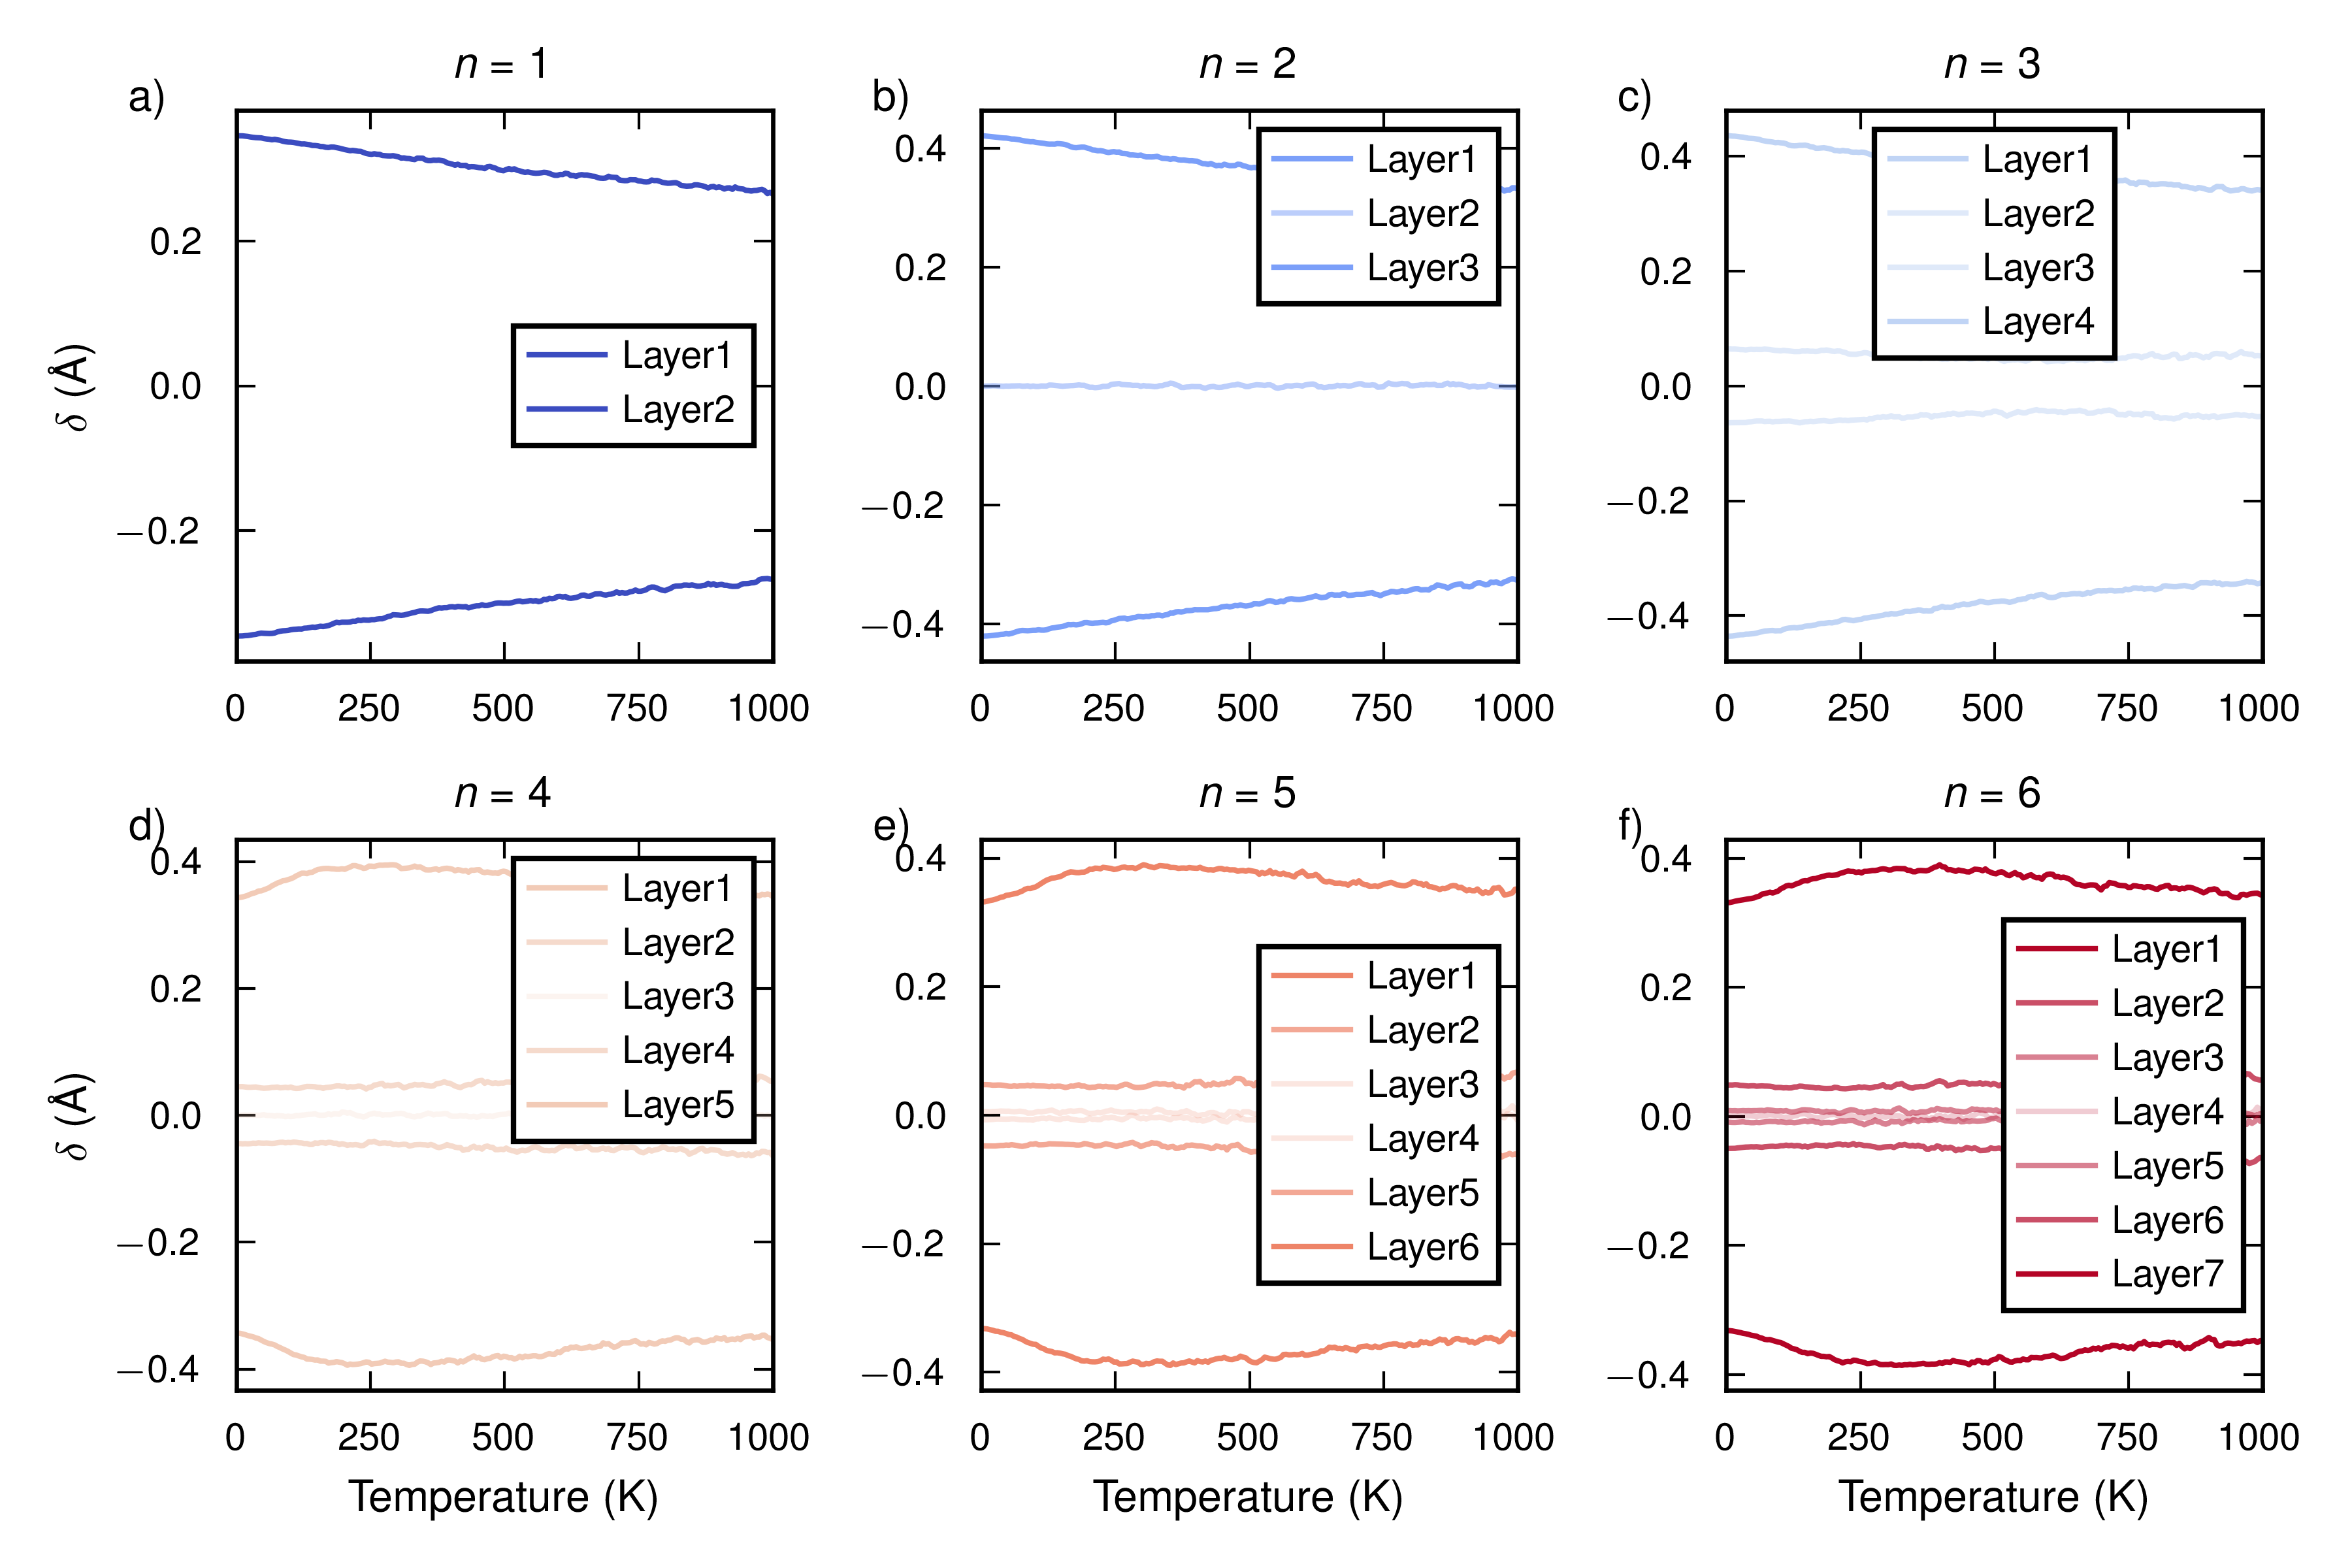 n = 1
a)
0.2
0.0
−0.2
δ (Å)
Layer1
Layer2
0 250 500 750 1000
n = 2
b)
0.4
0.2
0.0
−0.2
−0.4
Layer1
Layer2
Layer3
0 250 500 750 1000
n = 3
c)
0.4
0.2
0.0
−0.2
−0.4
Layer1
Layer2
Layer3
Layer4
0 250 500 750 1000
n = 4
d)
0.4
0.2
0.0
−0.2
−0.4
δ (Å)
Layer1
Layer2
Layer3
Layer4
Layer5
0 250 500 750 1000
Temperature (K)
n = 5
e)
0.4
0.2
0.0
−0.2
−0.4
Layer1
Layer2
Layer3
Layer4
Layer5
Layer6
0 250 500 750 1000
Temperature (K)
n = 6
f)
0.4
0.2
0.0
−0.2
−0.4
Layer1
Layer2
Layer3
Layer4
Layer5
Layer6
Layer7
0 250 500 750 1000
Temperature (K)